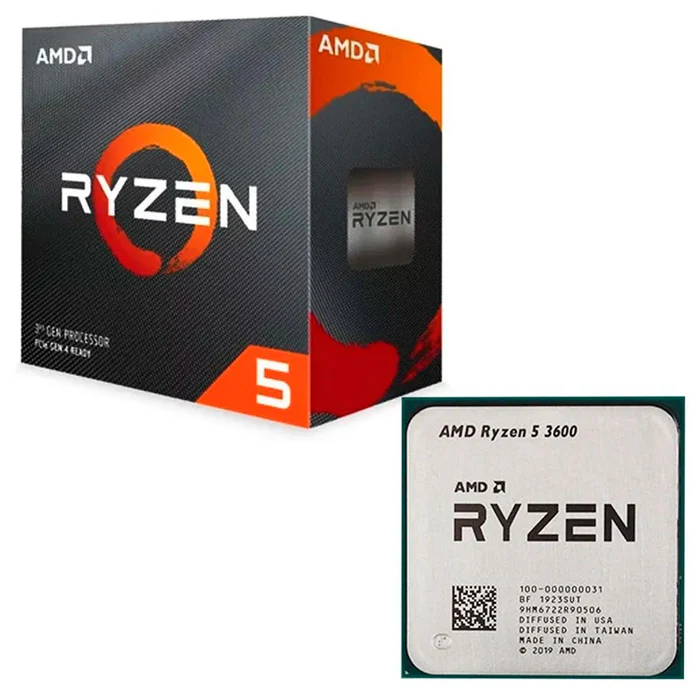 AMD
RYZEN
3rd GEN PROCESSOR
PCIe GEN 4 READY
5
AMD
AMD
RYZEN
AMD Ryzen 5 3600
AMD
RYZEN
100-000000031
BF 1923SUT
9HM6722R90506
DIFFUSED IN USA
DIFFUSED IN TAIWAN
MADE IN CHINA
© 2019 AMD